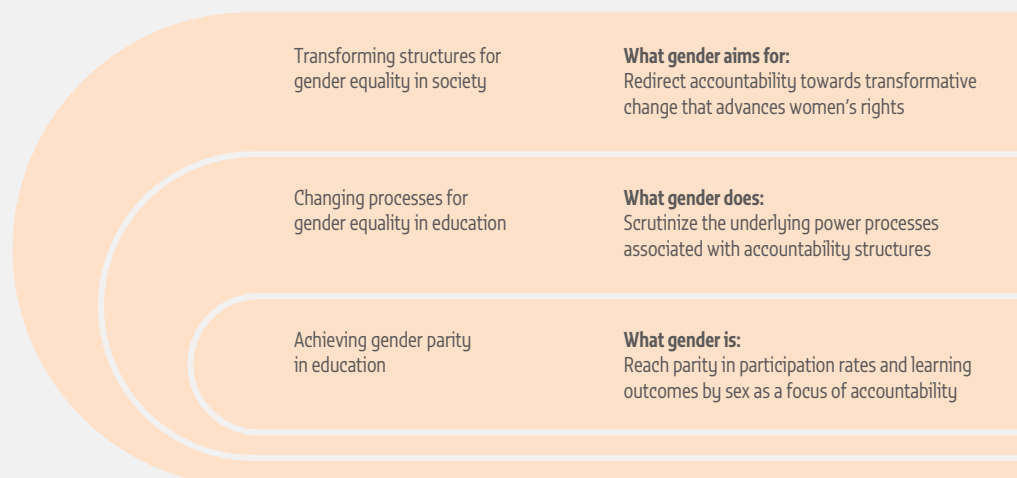 Transforming structures for
gender equality in society
What gender aims for:
Redirect accountability towards transformative
change that advances women's rights
Changing processes for
gender equality in education
What gender does:
Scrutinize the underlying power processes
associated with accountability structures
Achieving gender parity
in education
What gender is:
Reach parity in participation rates and learning
outcomes by sex as a focus of accountability